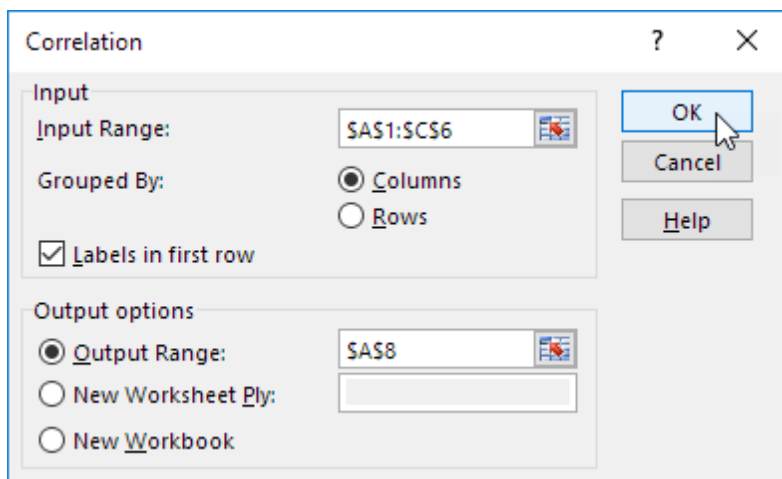 Correlation ? ×
Input
Input Range: $A$1:$C$6
Grouped By: Columns
Rows
Labels in first row
OK
Cancel
Help
Output options
Output Range: $A$8
New Worksheet Ply:
New Workbook